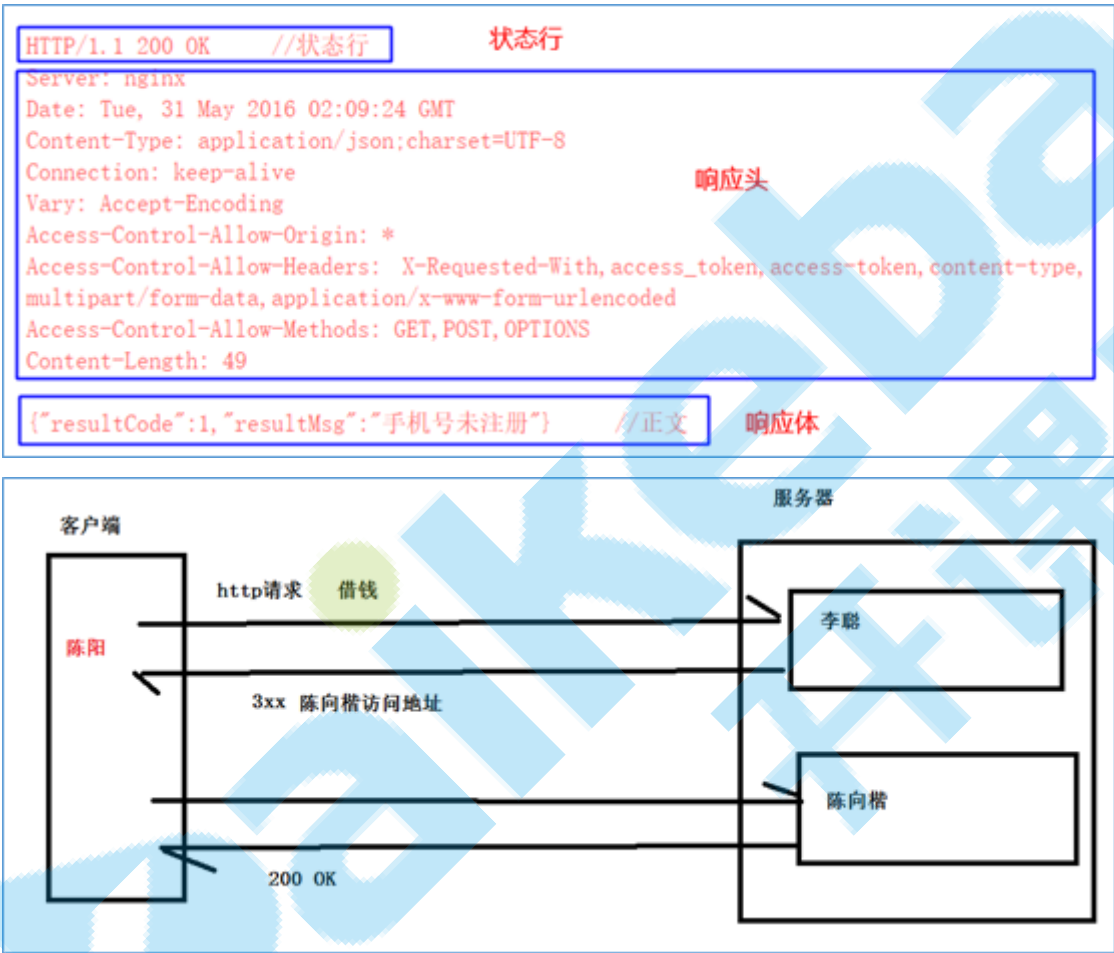 HTTP/1.1 200 OK //状态行
状态行
Server: nginx
Date: Tue, 31 May 2016 02:09:24 GMT
Content-Type: application/json;charset=UTF-8
Connection: keep-alive
响应头
Vary: Accept-Encoding
Access-Control-Allow-Origin: *
Access-Control-Allow-Headers: X-Requested-With,access_token,access-token,content-type,
multipart/form-data,application/x-www-form-urlencoded
Access-Control-Allow-Methods: GET,POST,OPTIONS
Content-Length: 49
{"resultCode":1,"resultMsg":"手机号未注册"} //正文
响应体
服务器
客户端
http请求 借钱
李聪
陈阳
3xx 陈向楷访问地址
陈向楷
200 OK